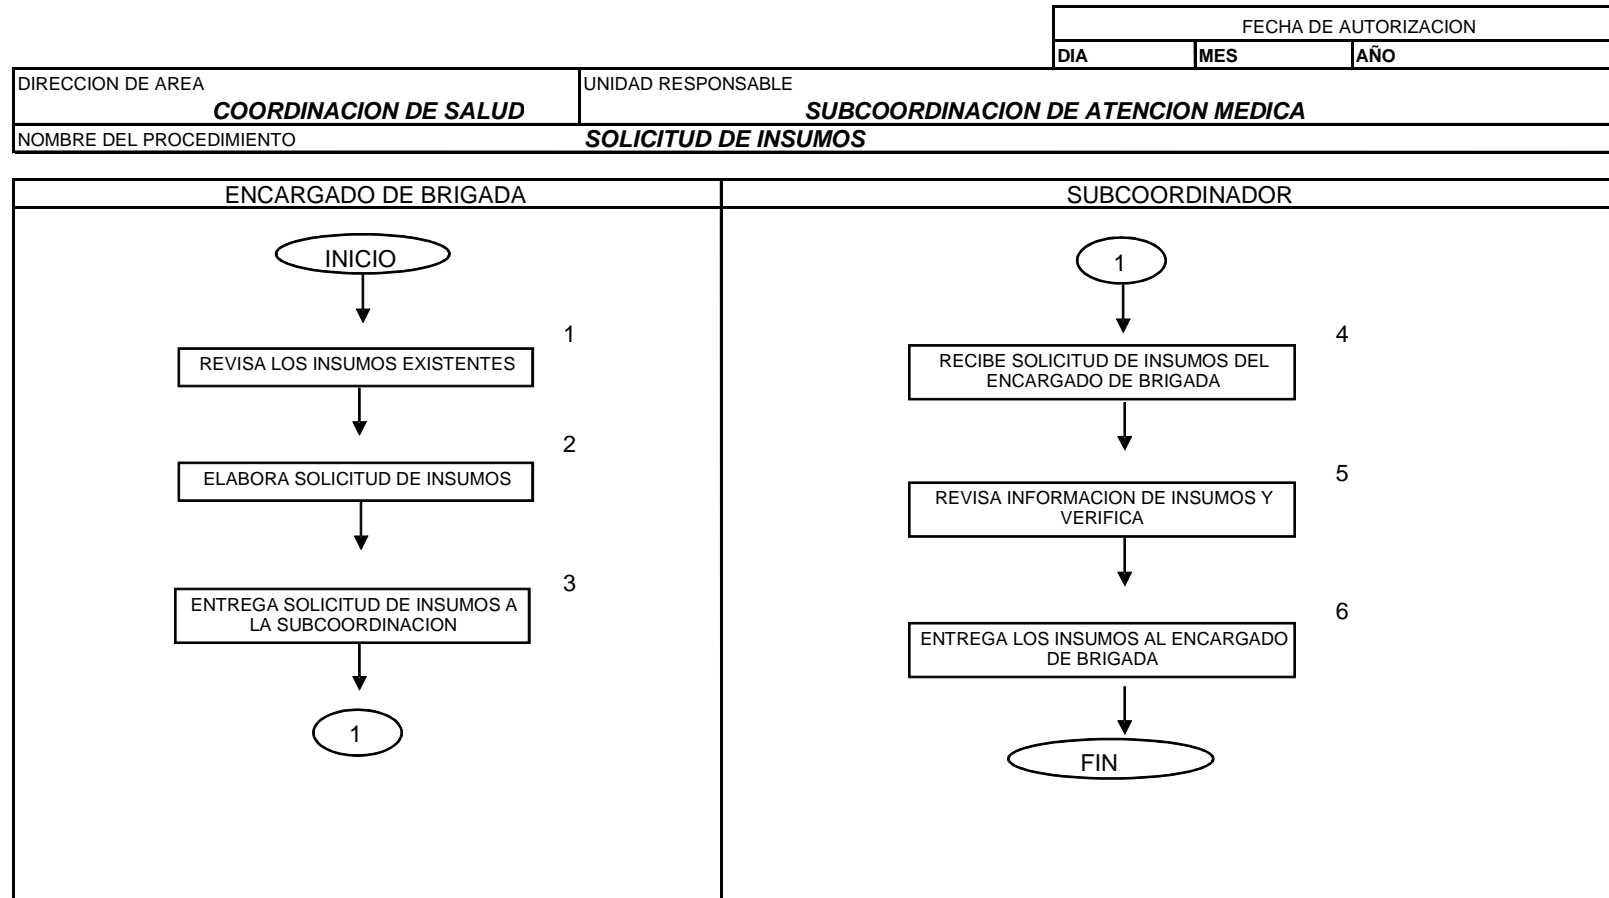 FECHA DE AUTORIZACION
DIA MES AÑO
DIRECCION DE AREA UNIDAD RESPONSABLE
COORDINACION DE SALUD SUBCOORDINACION DE ATENCION MEDICA
NOMBRE DEL PROCEDIMIENTO SOLICITUD DE INSUMOS
ENCARGADO DE BRIGADA SUBCOORDINADOR
INICIO
1
REVISA LOS INSUMOS EXISTENTES
2
ELABORA SOLICITUD DE INSUMOS
3
ENTREGA SOLICITUD DE INSUMOS A
LA SUBCOORDINACION
1
1
4
RECIBE SOLICITUD DE INSUMOS DEL
ENCARGADO DE BRIGADA
5
REVISA INFORMACION DE INSUMOS Y
VERIFICA
6
ENTREGA LOS INSUMOS AL ENCARGADO
DE BRIGADA
FIN